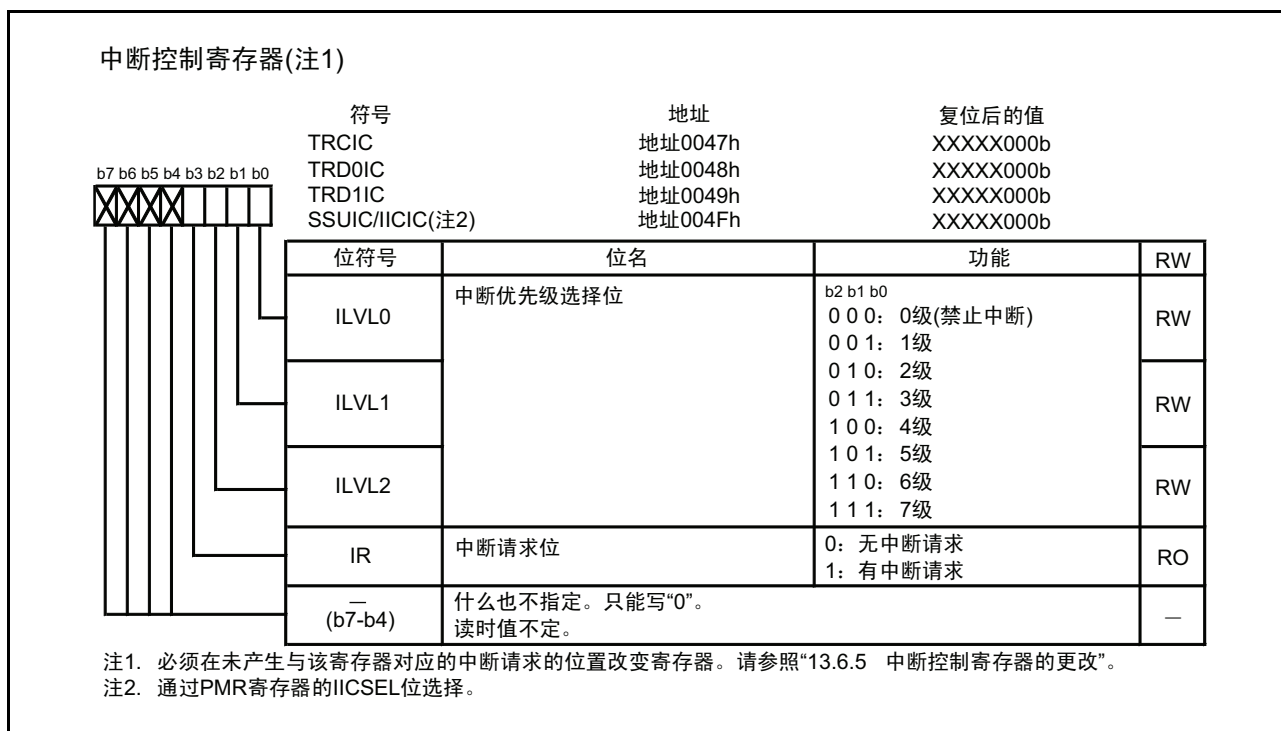 中断控制寄存器(注1)
符号 地址 复位后的值
TRCIC 地址0047h XXXXX000b
TRD0IC 地址0048h XXXXX000b
TRD1IC 地址0049h XXXXX000b
SSUIC/IICIC(注2) 地址004Fh XXXXX000b
b7 b6 b5 b4 b3 b2 b1 b0
位符号 位名 功能 RW
ILVL0 中断优先级选择位 b2 b1 b0 RW
0 0 0：0级(禁止中断)
0 0 1：1级
0 1 0：2级
ILVL1 0 1 1：3级 RW
1 0 0：4级
1 0 1：5级
ILVL2 1 1 0：6级 RW
1 1 1：7级
IR 中断请求位 0：无中断请求 RO
1：有中断请求
— 什么也不指定。只能写“0”。 —
(b7-b4) 读时值不定。
注1. 必须在未产生与该寄存器对应的中断请求的位置改变寄存器。请参照“13.6.5 中断控制寄存器的更改”。
注2. 通过PMR寄存器的IICSEL位选择。